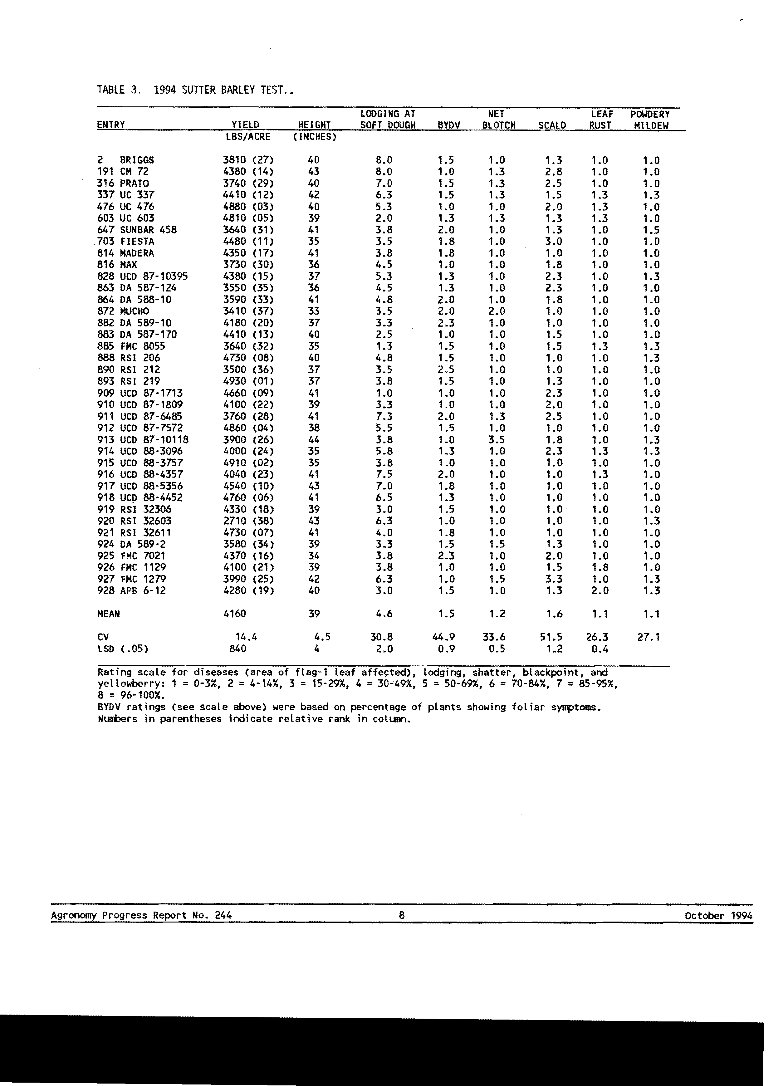 TABLE 3. 1994 SUTTER BARLEY TEST..
LODGING AT NET LEAF POWDERY
ENTRY YIELD HEIGHT SOFT DOUGH BYDV BLOTCH SCALD RUST MILDEW
LBS/ACRE (INCHES)
2 BRIGGS 3810 (27) 40 8.0 1.5 1.0 1.3 1.0 1.0
191 CM 72 4380 (14) 43 8.0 1.0 1.3 2.8 1.0 1.0
316 PRATO 3740 (29) 40 7.0 1.5 1.3 2.5 1.0 1.0
337 UC 337 4410 (12) 42 6.3 1.5 1.3 1.5 1.3 1.3
476 UC 476 4880 (03) 40 5.3 1.0 1.0 2.0 1.3 1.0
603 UC 603 4810 (05) 39 2.0 1.3 1.3 1.3 1.3 1.0
647 SUNBAR 458 3640 (31) 41 3.8 2.0 1.0 1.3 1.0 1.5
703 FIESTA 4480 (11) 35 3.5 1.8 1.0 3.0 1.0 1.0
814 MADERA 4350 (17) 41 3.8 1.8 1.0 1.0 1.0 1.0
816 MAX 3730 (30) 36 4.5 1.0 1.0 1.8 1.0 1.0
828 UCD 87-10395 4380 (15) 37 5.3 1.3 1.0 2.3 1.0 1.3
863 DA 587-124 3550 (35) 36 4.5 1.3 1.0 2.3 1.0 1.0
864 DA 588-10 3590 (33) 41 4.8 2.0 1.0 1.8 1.0 1.0
872 MUCHO 3410 (37) 33 3.5 2.0 2.0 1.0 1.0 1.0
882 DA 589-10 4180 (20) 37 3.3 2.3 1.0 1.0 1.0 1.0
883 DA 587-170 4410 (13) 40 2.5 1.0 1.0 1.5 1.0 1.0
885 FMC 8055 3640 (32) 35 1.3 1.5 1.0 1.5 1.3 1.3
888 RSI 206 4730 (08) 40 4.8 1.5 1.0 1.0 1.0 1.3
890 RSI 212 3500 (36) 37 3.5 2.5 1.0 1.0 1.0 1.0
893 RSI 219 4930 (01) 37 3.8 1.5 1.0 1.3 1.0 1.0
909 UCD 87-1713 4660 (09) 41 1.0 1.0 1.0 2.3 1.0 1.0
910 UCD 87-1809 4100 (22) 39 3.3 1.0 1.0 2.0 1.0 1.0
911 UCD 87-6485 3760 (28) 41 7.3 2.0 1.3 2.5 1.0 1.0
912 UCD 87-7572 4860 (04) 38 5.5 1.5 1.0 1.0 1.0 1.0
913 UCD 87-10118 3900 (26) 44 3.8 1.0 3.5 1.8 1.0 1.3
914 UCD 88-3096 4000 (24) 35 5.8 1.3 1.0 2.3 1.3 1.3
915 UCD 88-3757 4910 (02) 35 3.8 1.0 1.0 1.0 1.0 1.0
916 UCD 88-4357 4040 (23) 41 7.5 2.0 1.0 1.0 1.3 1.0
917 UCD 88-5356 4540 (10) 43 7.0 1.8 1.0 1.0 1.0 1.0
918 UCD 88-4452 4760 (06) 41 6.5 1.3 1.0 1.0 1.0 1.0
919 RSI 32306 4330 (18) 39 3.0 1.5 1.0 1.0 1.0 1.0
920 RSI 32603 2710 (38) 43 6.3 1.0 1.0 1.0 1.0 1.3
921 RSI 32611 4730 (07) 41 4.0 1.8 1.0 1.0 1.0 1.0
924 DA 589-2 3580 (34) 39 3.3 1.5 1.5 1.3 1.0 1.0
925 FMC 7021 4370 (16) 34 3.8 2.3 1.0 2.0 1.0 1.0
926 FMC 1129 4100 (21) 39 3.8 1.0 1.0 1.5 1.8 1.0
927 FMC 1279 3990 (25) 42 6.3 1.0 1.5 3.3 1.0 1.3
928 APB 6-12 4280 (19) 40 3.0 1.5 1.0 1.3 2.0 1.3
MEAN 4160 39 4.6 1.5 1.2 1.6 1.1 1.1
CV 14.4 4.5 30.8 44.9 33.6 51.5 26.3 27.1
LSD (.05) 840 4 2.0 0.9 0.5 1.2 0.4
Rating scale for diseases (area of flag-1 leaf affected), lodging, shatter, blackpoint, and
yellowberry: 1 = 0-3%, 2 = 4-14%, 3 = 15-29%, 4 = 30-49%, 5 = 50-69%, 6 = 70-84%, 7 = 85-95%,
8 = 96-100%.
BYDV ratings (see scale above) were based on percentage of plants showing foliar symptoms.
Numbers in parentheses indicate relative rank in column.
Agronomy Progress Report No. 244 8 October 1994